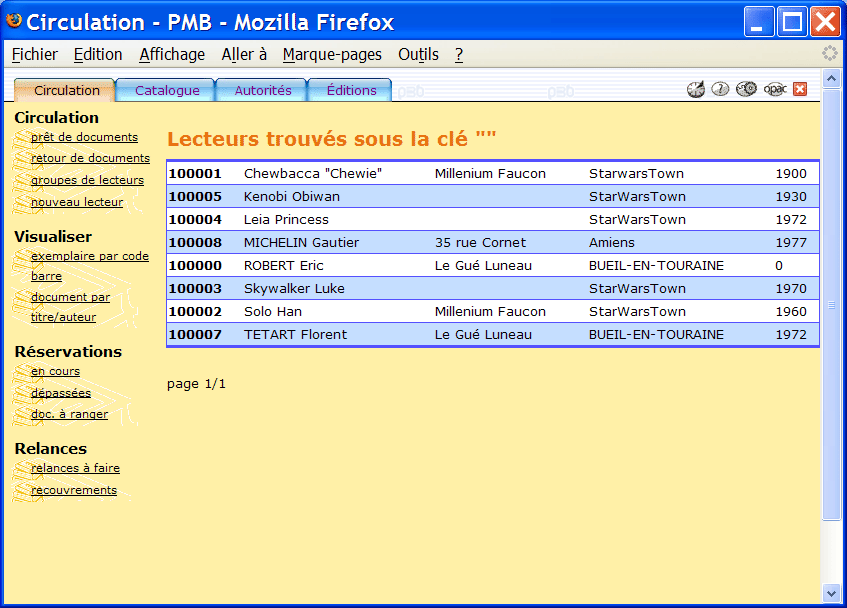 Circulation - PMB - Mozilla Firefox
Fichier Edition Affichage Aller à Marque-pages Outils ?
Circulation Catalogue Autorités Éditions PBD PBD ? opac
Circulation
prêt de documents
retour de documents
groupes de lecteurs
nouveau lecteur
Visualiser
exemplaire par code
barre
document par
titre/auteur
Réservations
en cours
dépassées
doc. à ranger
Relances
relances à faire
recouvrements
Lecteurs trouvés sous la clé ""
100001 Chewbacca "Chewie" Millenium Faucon StarwarsTown 1900
100005 Kenobi Obiwan StarWarsTown 1930
100004 Leia Princess StarWarsTown 1972
100008 MICHELIN Gautier 35 rue Cornet Amiens 1977
100000 ROBERT Eric Le Gué Luneau BUEIL-EN-TOURAINE 0
100003 Skywalker Luke StarWarsTown 1970
100002 Solo Han Millenium Faucon StarWarsTown 1960
100007 TETART Florent Le Gué Luneau BUEIL-EN-TOURAINE 1972
page 1/1